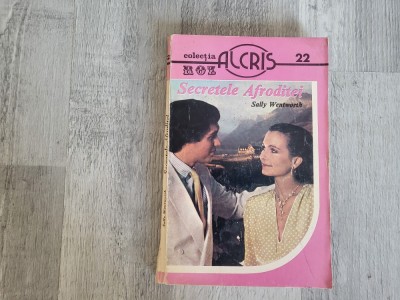 colecția
ROZ
ALCRIS
22
Secretele Afroditei
Sally Wentworth